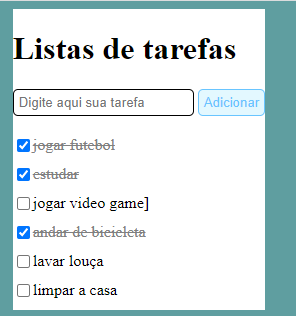 Listas de tarefas
Digite aqui sua tarefa Adicionar
jogar futebol
estudar
jogar video game]
andar de bicicleta
lavar louça
limpar a casa